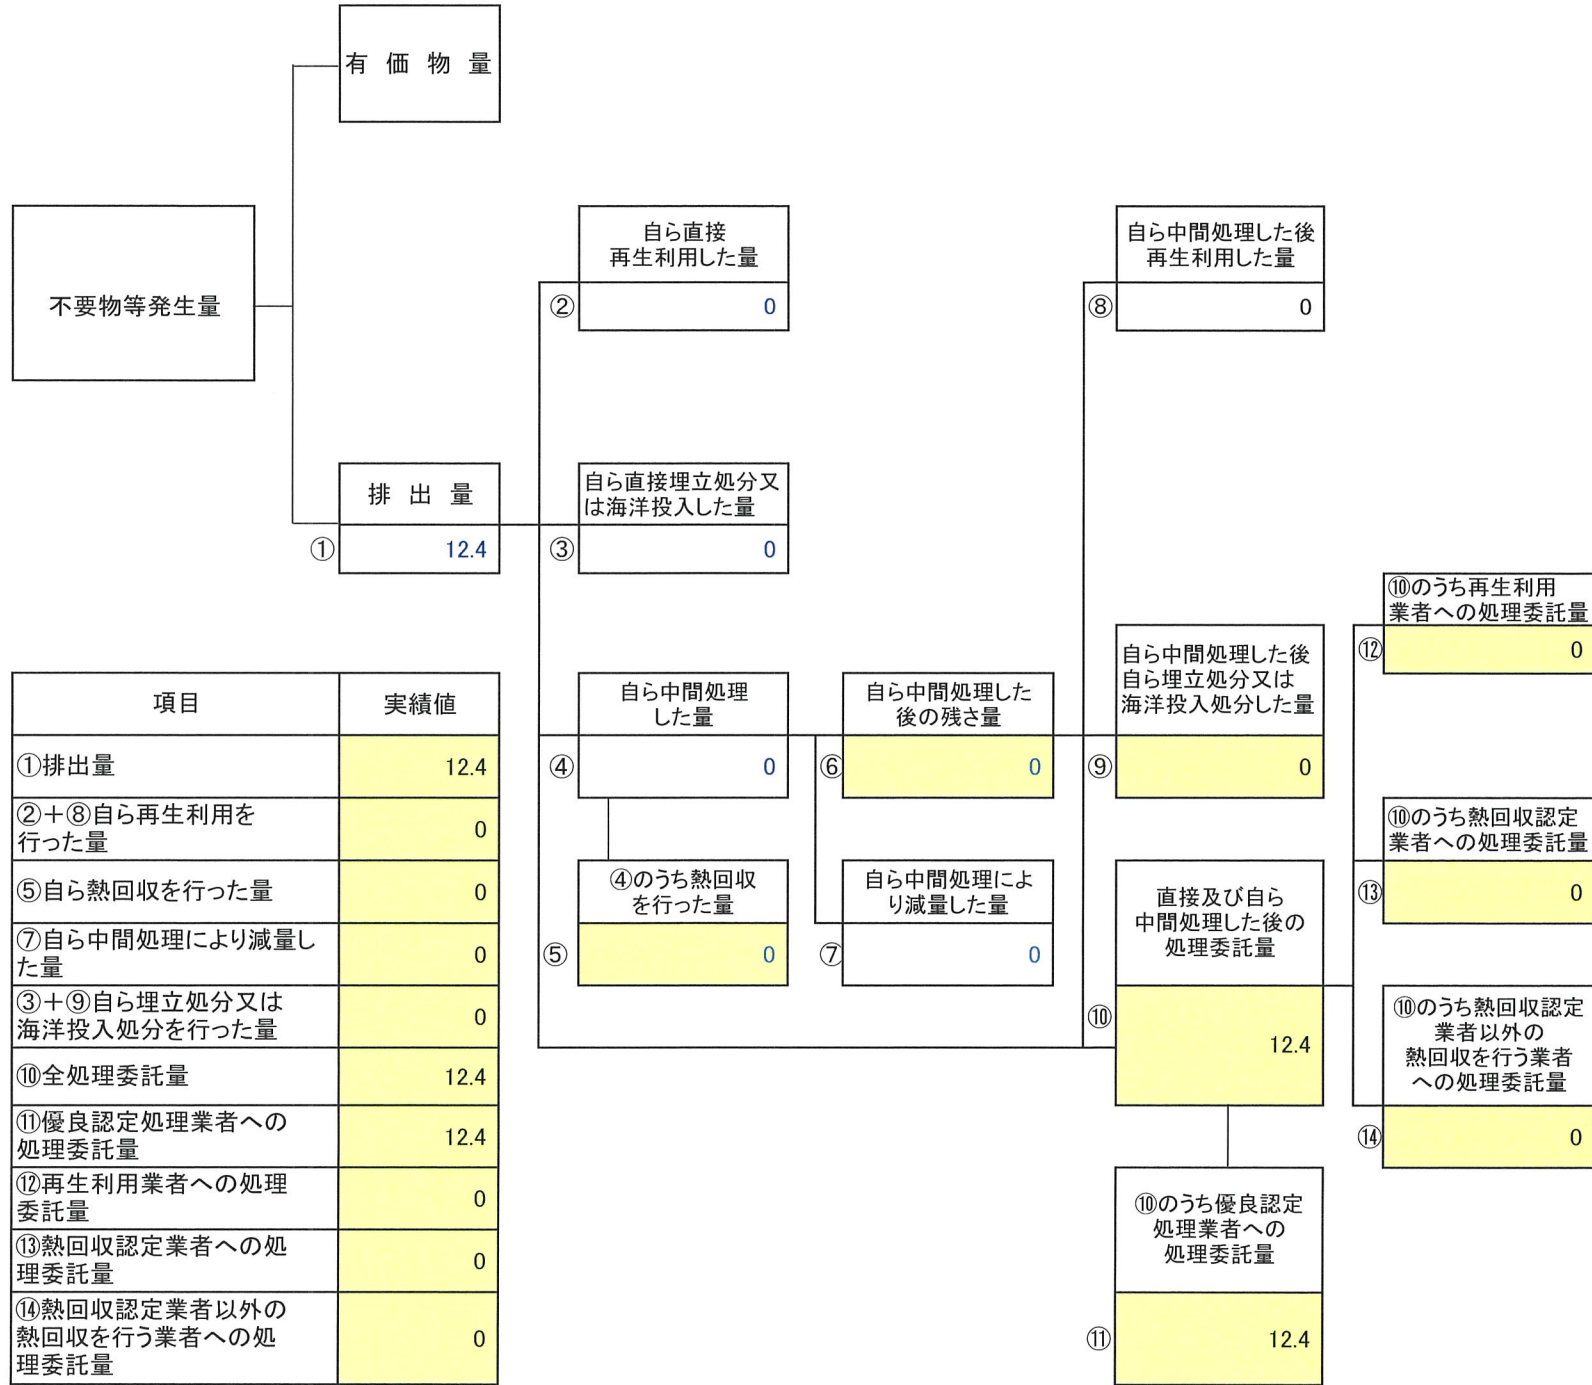 有 価 物 量
不要物等発生量
自ら直接
再生利用した量
②
0
自ら中間処理した後
再生利用した量
⑧
0
排 出 量
①
12.4
自ら直接埋立処分又
は海洋投入した量
③
0
⑩のうち再生利用
業者への処理委託量
⑫
0
自ら中間処理
した量
④
0
自ら中間処理した
後の残さ量
⑥
0
自ら中間処理した後
自ら埋立処分又は
海洋投入処分した量
⑨
0
⑩のうち熱回収認定
業者への処理委託量
⑬
0
④のうち熱回収
を行った量
⑤
0
自ら中間処理によ
り減量した量
⑦
0
直接及び自ら
中間処理した後の
処理委託量
⑩
12.4
⑩のうち熱回収認定
業者以外の
熱回収を行う業者
への処理委託量
⑭
0
⑩のうち優良認定
処理業者への
処理委託量
⑪
12.4
項目 実績値
①排出量 12.4
②+⑧自ら再生利用を
行った量 0
⑤自ら熱回収を行った量 0
⑦自ら中間処理により減量し
た量 0
③+⑨自ら埋立処分又は
海洋投入処分を行った量 0
⑩全処理委託量 12.4
⑪優良認定処理業者への
処理委託量 12.4
⑫再生利用業者への処理
委託量 0
⑬熱回収認定業者への処
理委託量 0
⑭熱回収認定業者以外の
熱回収を行う業者への処
理委託量 0